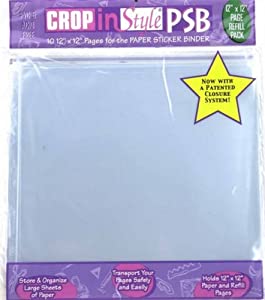 CROP in Style PSB
10 12" x 12" Pages for the PAPER STICKER BINDER
12" x 12"
PAGE
REFILL
PACK
NOW WITH
A PATENTED
CLOSURE
SYSTEM!
Store & Organize
Large Sheets
of Paper
Transport Your
Pages Safely
and Easily
Holds 12" x 12"
Paper and Refill
Pages